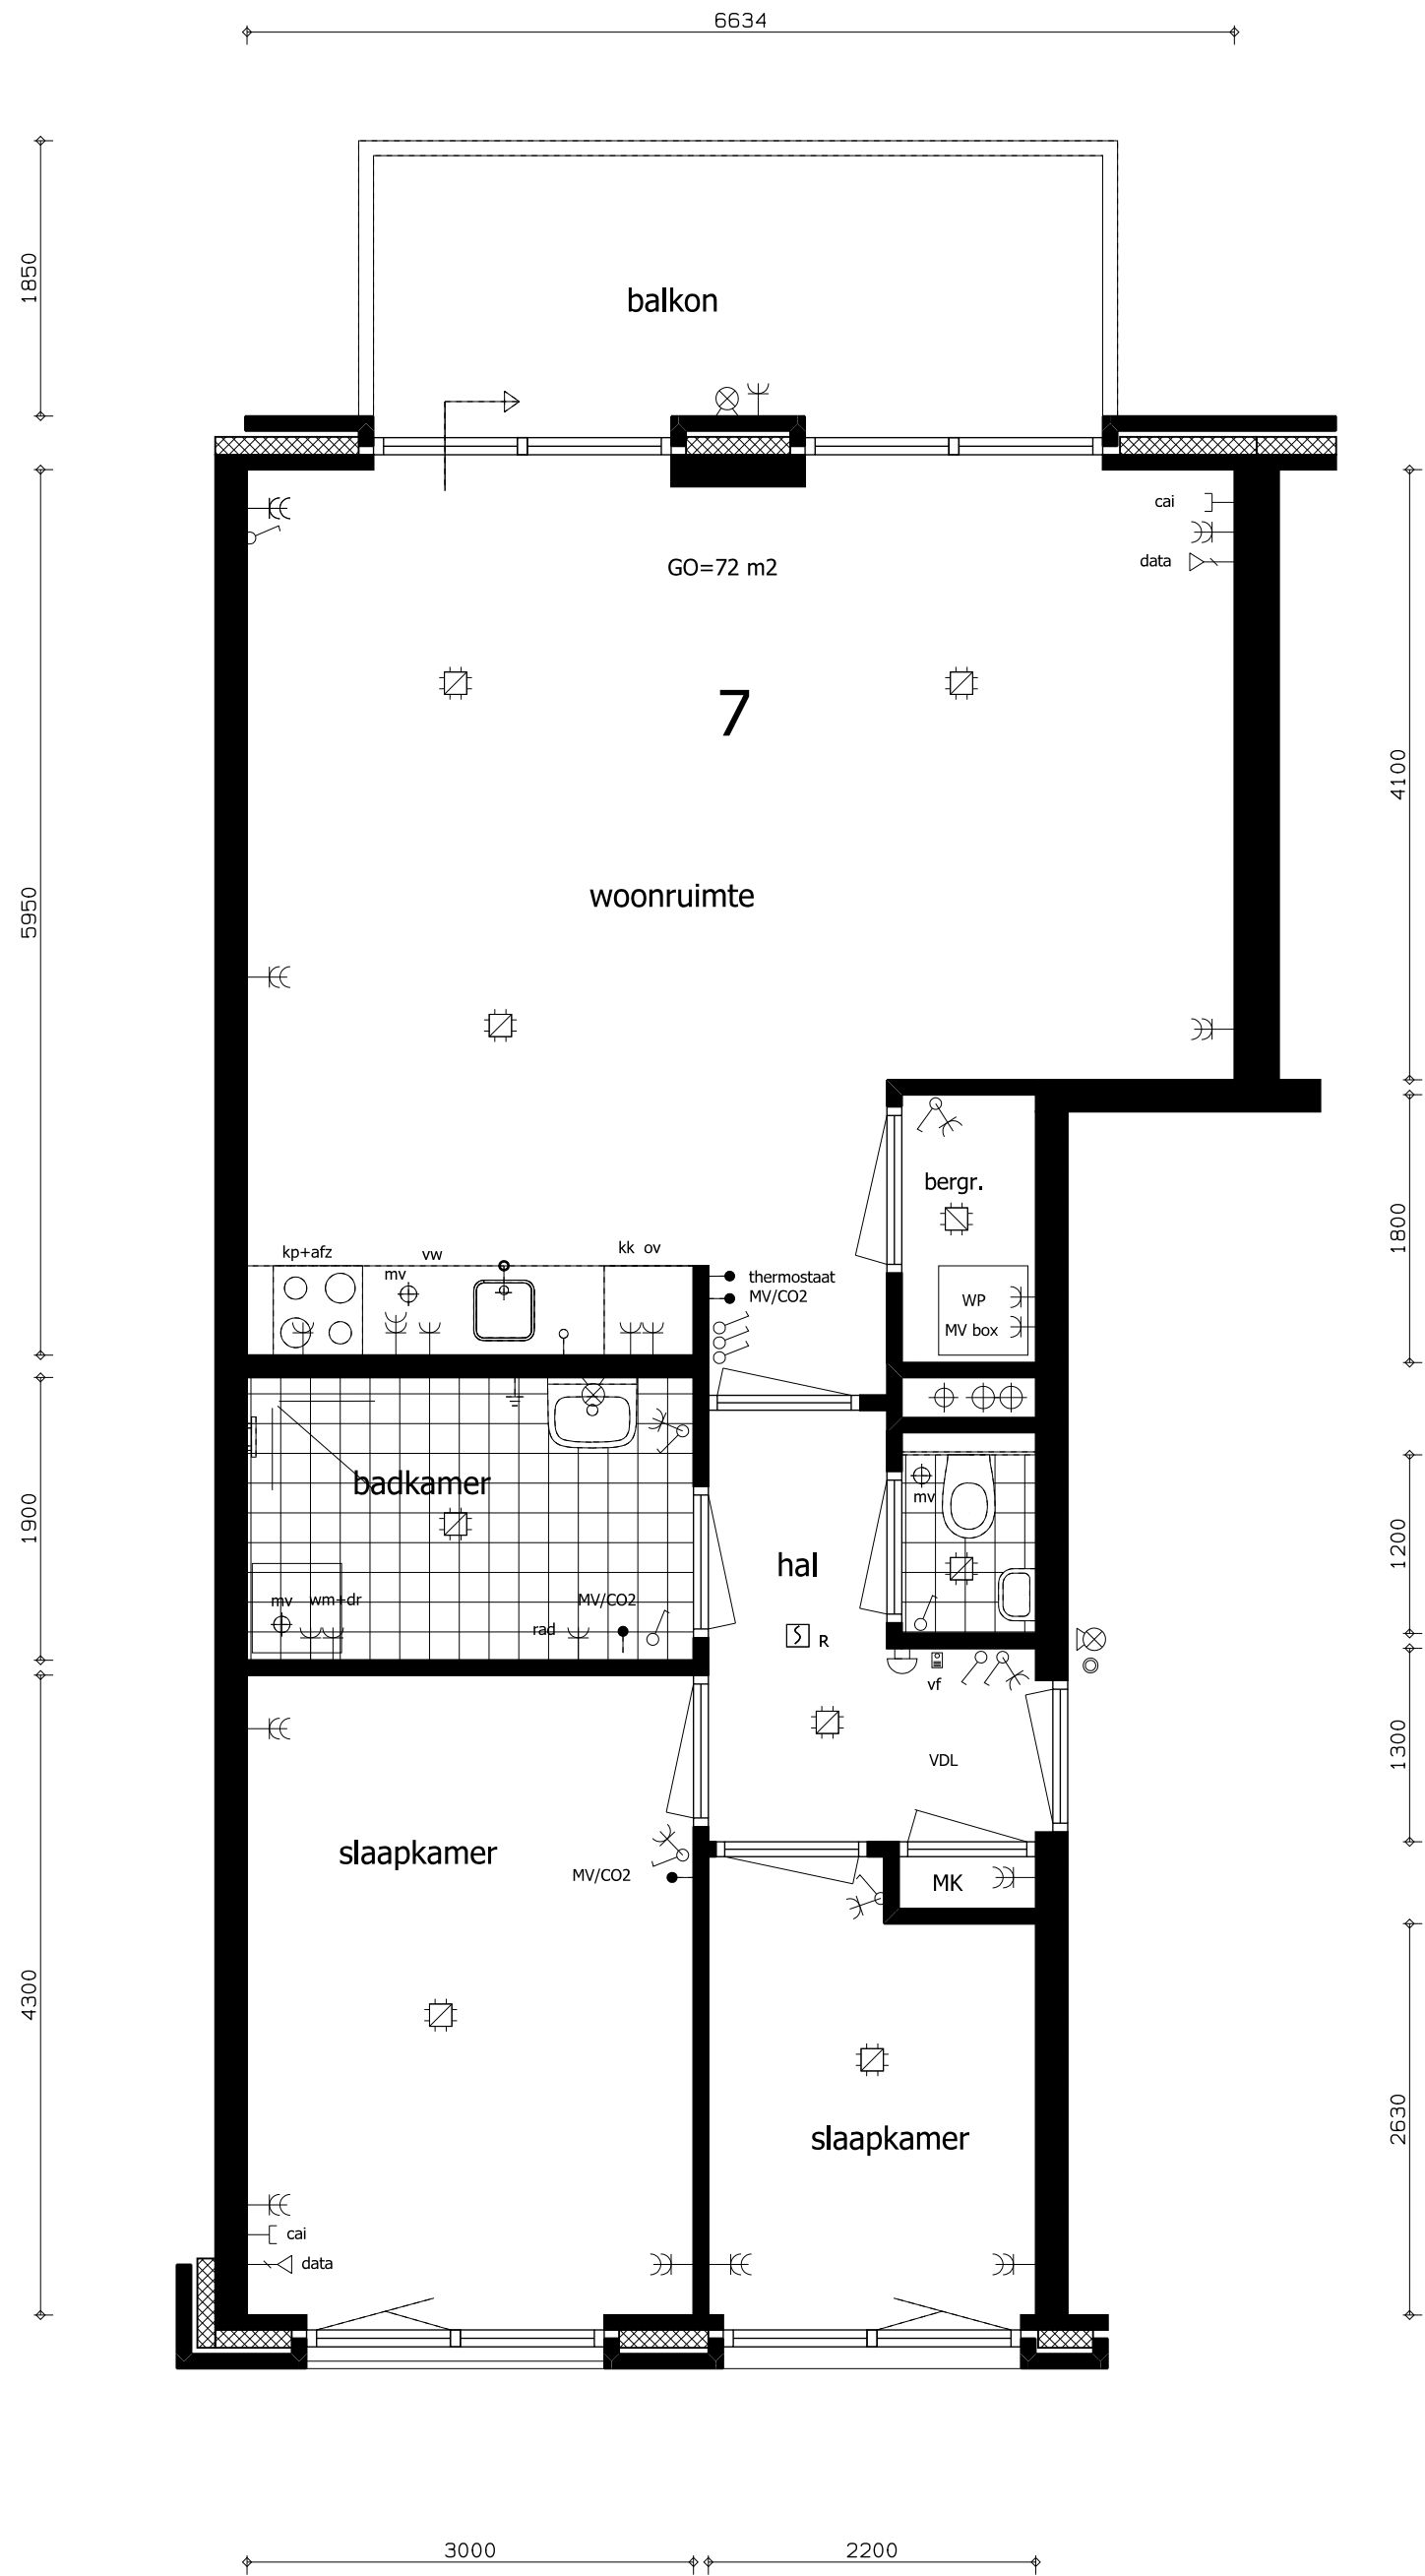 6634
1850
balkon
cai
data
GO=72 m2
7
4100
5950
woonruimte
bergr.
1800
kp+afz
vw
kk ov
mv
thermostaat
MV/CO2
WP
MV box
badkamer
1900
mv
1200
hal
mv
wm+dr
MV/CO2
rad
R
vf
VDL
1300
slaapkamer
MV/CO2
MK
4300
2630
slaapkamer
cai
data
3000
2200